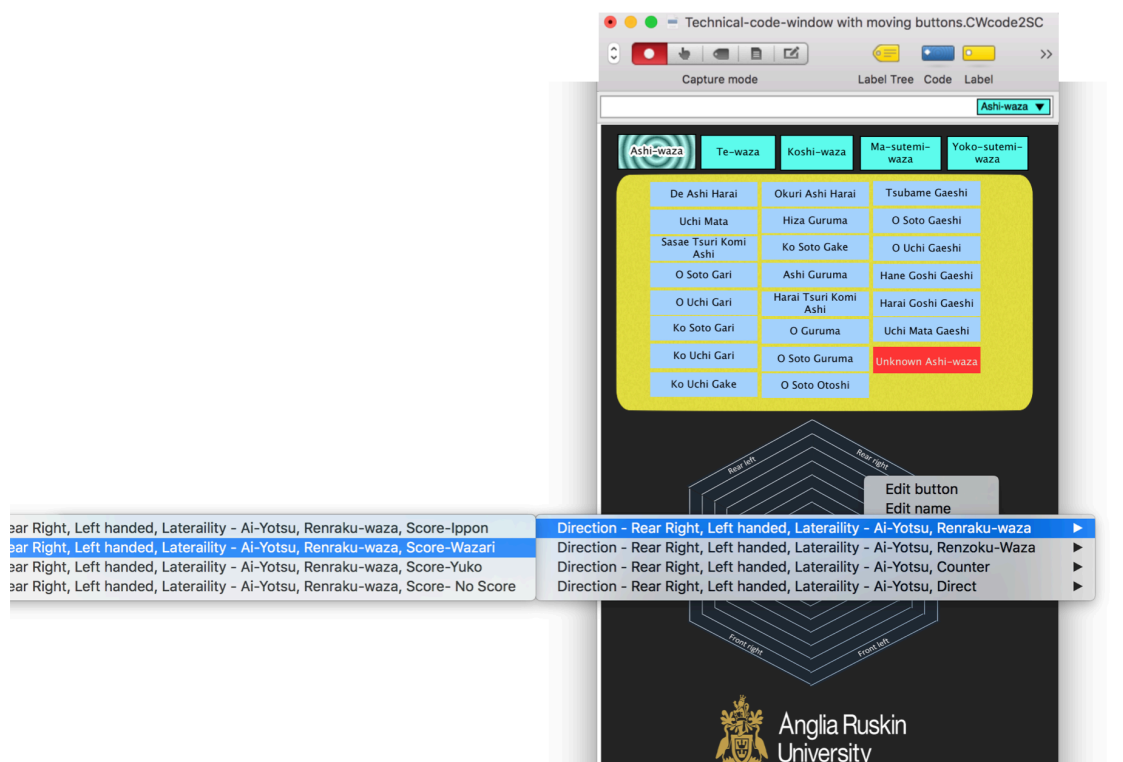 Technical-code-window with moving buttons.CWcode2SC
Capture mode
Label Tree Code Label
Ashi-waza
Ashi-waza Te-waza Koshi-waza Ma-sutemi-waza Yoko-sutemi-waza
De Ashi Harai Okuri Ashi Harai Tsubame Gaeshi
Uchi Mata Hiza Guruma O Soto Gaeshi
Sasae Tsuri Komi Ashi Ko Soto Gake O Uchi Gaeshi
O Soto Gari Ashi Guruma Hane Goshi Gaeshi
O Uchi Gari Harai Tsuri Komi Ashi Harai Goshi Gaeshi
Ko Soto Gari O Guruma Uchi Mata Gaeshi
Ko Uchi Gari O Soto Guruma Unknown Ashi-waza
Ko Uchi Gake O Soto Otoshi
Rear left Rear right
Edit button
Edit name
ear Right, Left handed, Lateraility - Ai-Yotsu, Renraku-waza, Score-Ippon
ear Right, Left handed, Lateraility - Ai-Yotsu, Renraku-waza, Score-Wazari
ear Right, Left handed, Lateraility - Ai-Yotsu, Renraku-waza, Score-Yuko
ear Right, Left handed, Lateraility - Ai-Yotsu, Renraku-waza, Score- No Score
Direction - Rear Right, Left handed, Lateraility - Ai-Yotsu, Renraku-waza
Direction - Rear Right, Left handed, Lateraility - Ai-Yotsu, Renzoku-Waza
Direction - Rear Right, Left handed, Lateraility - Ai-Yotsu, Counter
Direction - Rear Right, Left handed, Lateraility - Ai-Yotsu, Direct
Front right Front left
Anglia Ruskin
University